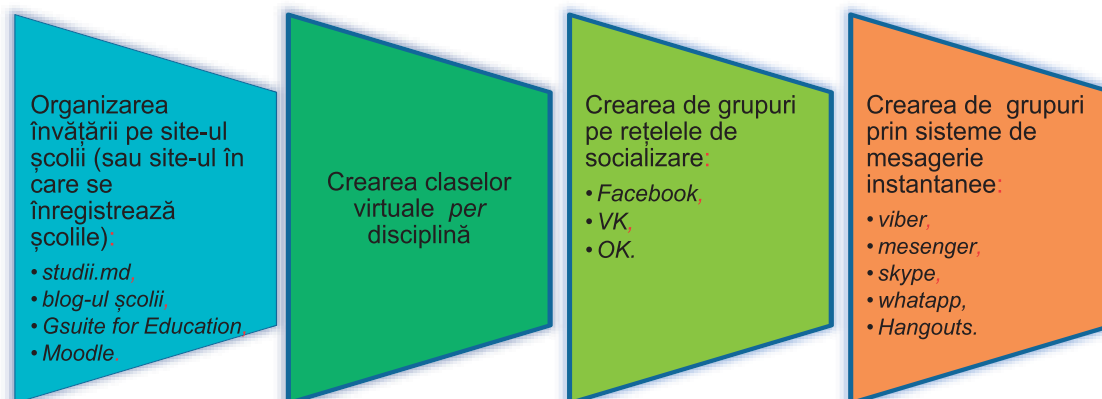 Organizarea
învățării pe site-ul
școlii (sau site-ul în
care se
înregistrează
școlile):
• studii.md,
• blog-ul școlii,
• Gsuite for Education,
• Moodle.
Crearea claselor
virtuale per
disciplină
Crearea de grupuri
pe rețelele de
socializare:
• Facebook,
• VK,
• OK.
Crearea de grupuri
prin sisteme de
mesagerie
instantanee:
• viber,
• mesenger,
• skype,
• whatapp,
• Hangouts.